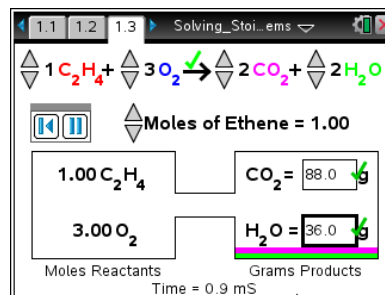 1.1 1.2 1.3 Solving_Stoi...ems
1 C₂H₄+ 3 O₂ → 2 CO₂+ 2 H₂O
Moles of Ethene = 1.00
1.00 C₂H₄ CO₂= 88.0 g
3.00 O₂ H₂O = 36.0 g
Moles Reactants Grams Products
Time = 0.9 mS